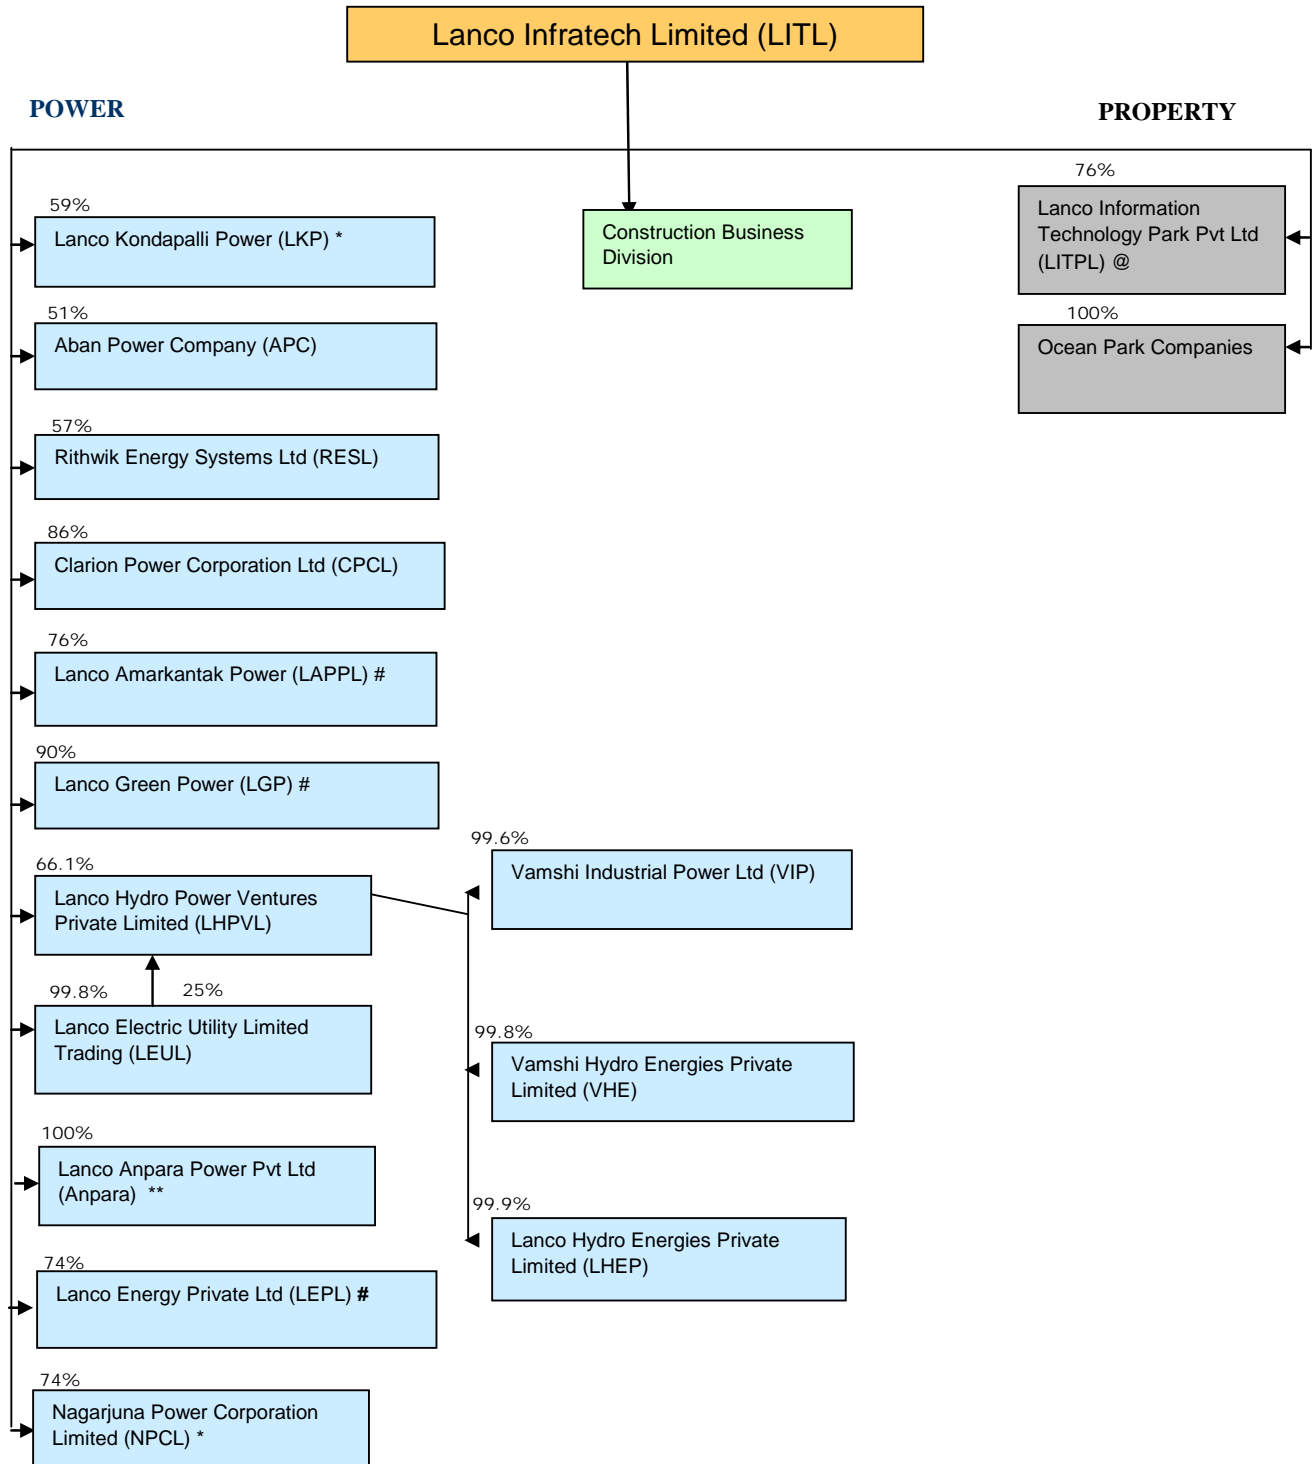 Lanco Infratech Limited (LITL)
POWER
PROPERTY
59%
Lanco Kondapalli Power (LKP) *
51%
Aban Power Company (APC)
57%
Rithwik Energy Systems Ltd (RESL)
86%
Clarion Power Corporation Ltd (CPCL)
76%
Lanco Amarkantak Power (LAPPL) #
90%
Lanco Green Power (LGP) #
66.1%
Lanco Hydro Power Ventures
Private Limited (LHPVL)
99.8%
25%
Lanco Electric Utility Limited
Trading (LEUL)
100%
Lanco Anpara Power Pvt Ltd
(Anpara) **
74%
Lanco Energy Private Ltd (LEPL) #
74%
Nagarjuna Power Corporation
Limited (NPCL) *
Construction Business
Division
99.6%
Vamshi Industrial Power Ltd (VIP)
99.8%
Vamshi Hydro Energies Private
Limited (VHE)
99.9%
Lanco Hydro Energies Private
Limited (LHEP)
76%
Lanco Information
Technology Park Pvt Ltd
(LITPL) @
100%
Ocean Park Companies